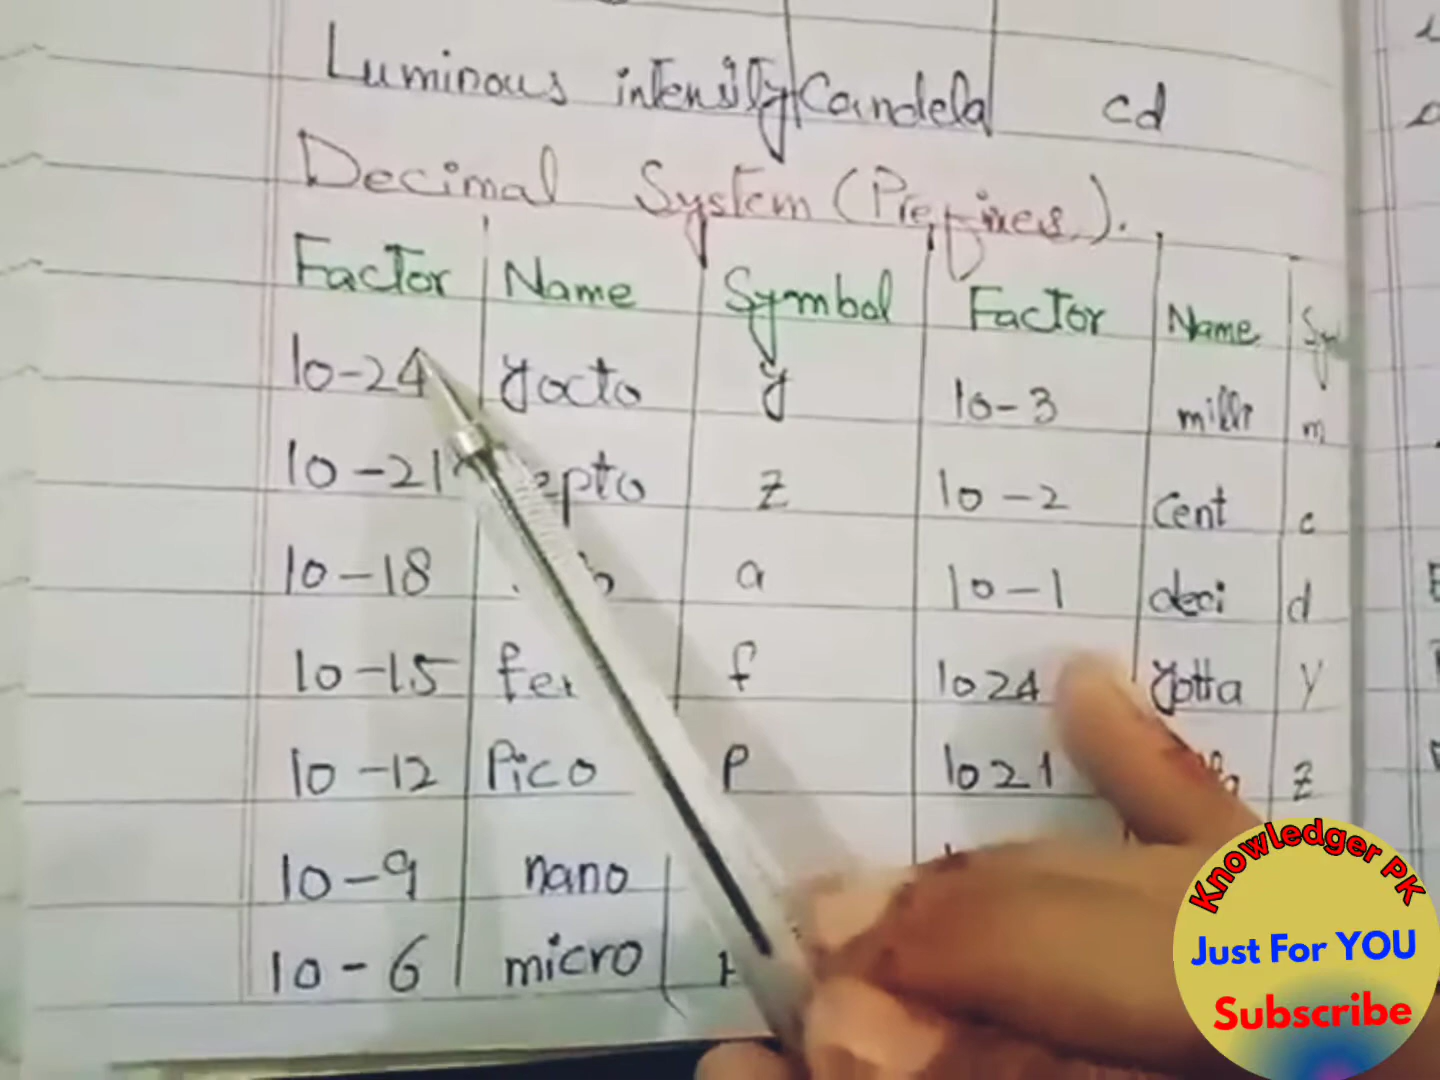 Luminous intensity Candela cd
Decimal System (Prefixes).
Factor Name Symbol Factor Name
10-24 yocto y 10-3 milli m
10-21 z 10-2 cent c
10-18 a 10-1 deci d
10-15 f 1024 yotta y
10-12 Pico P 1021 z
10-9 nano
10-6 micro
Knowledger PK
Just For YOU
Subscribe